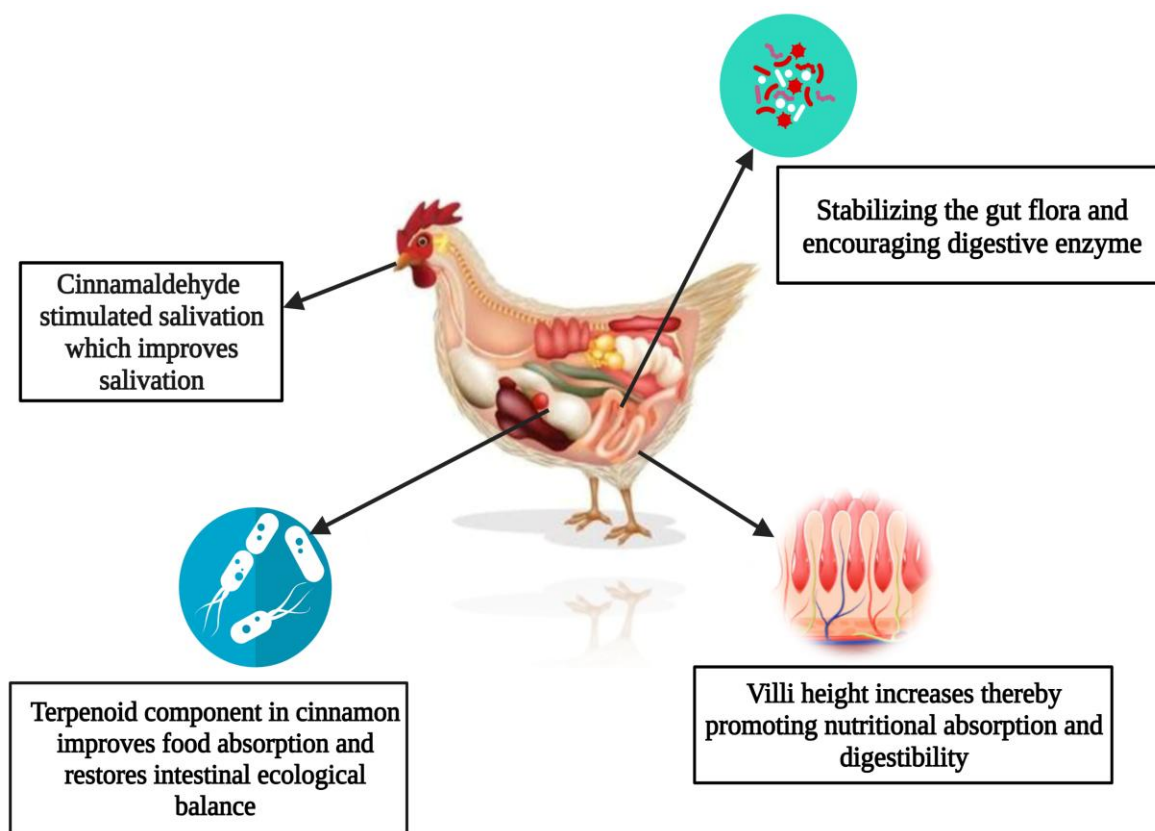 Stabilizing the gut flora and
encouraging digestive enzyme
Cinnamaldehyde
stimulated salivation
which improves
salivation
Terpenoid component in cinnamon
improves food absorption and
restores intestinal ecological
balance
Villi height increases thereby
promoting nutritional absorption and
digestibility